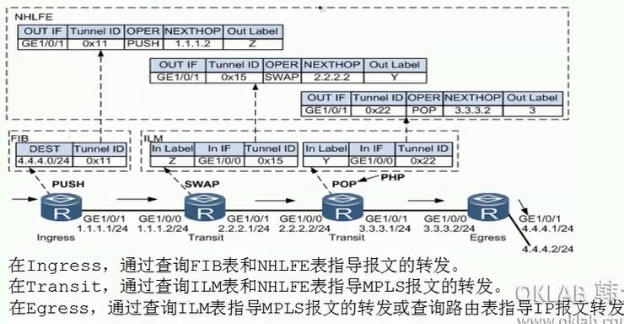 NHLFE
OUT IF Tunnel ID OPER NEXTHOP Out Label
GE1/0/1 0x11 PUSH 1.1.1.2 Z
OUT IF Tunnel ID OPER NEXTHOP Out Label
GE1/0/1 0x15 SWAP 2.2.2.2 Y
OUT IF Tunnel ID OPER NEXTHOP Out Label
GE1/0/1 0x22 POP 3.3.3.2 3
FIB ILM
DEST Tunnel ID In Label In IF Tunnel ID In Label In IF Tunnel ID
4.4.4.0/24 0x11 Z GE1/0/0 0x15 Y GE1/0/0 0x22
PUSH SWAP POP PHP
R R R R
GE1/0/1 GE1/0/0 GE1/0/1 GE1/0/0 GE1/0/1 GE1/0/0 GE1/0/1
1.1.1.1/24 1.1.1.2/24 2.2.2.1/24 2.2.2.2/24 3.3.3.1/24 3.3.3.2/24 4.4.4.1/24
Ingress Transit Transit Egress
4.4.4.2/24
在Ingress，通过查询FIB表和NHLFE表指导报文的转发。
在Transit，通过查询ILM表和NHLFE表指导MPLS报文的转发。
在Egress，通过查询ILM表指导MPLS报文的转发或查询路由表指导IP报文转发
OKLAB 韩